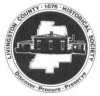 LIVINGSTON COUNTY · 1876 · HISTORICAL SOCIETY
Discover · Procure · Preserve